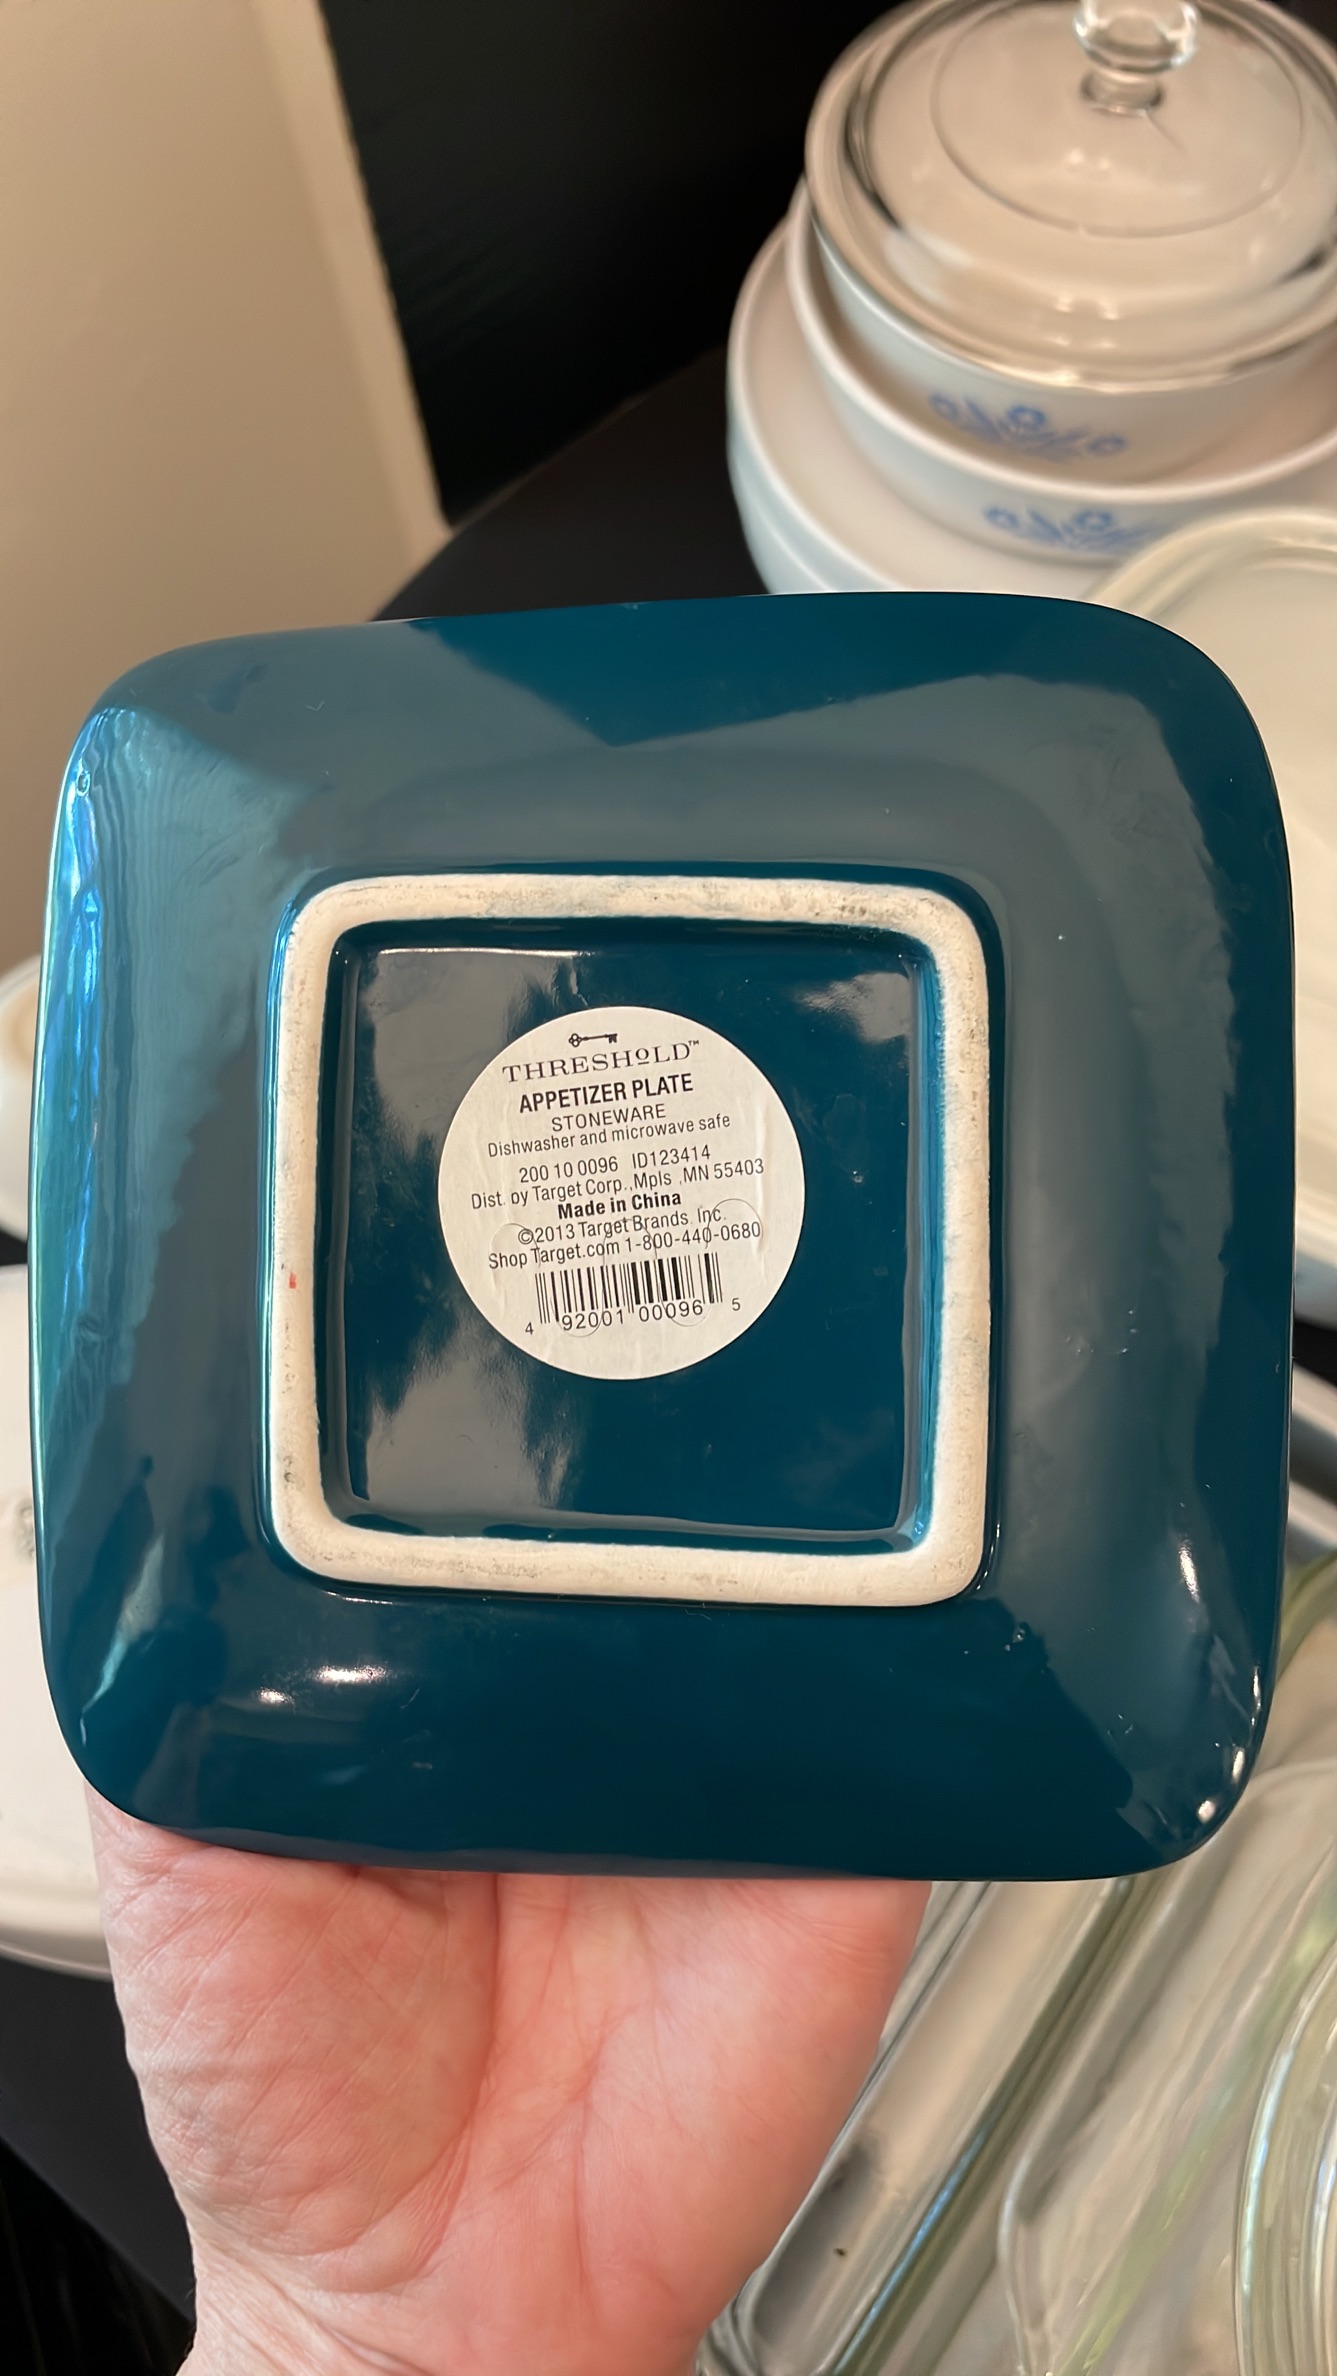 THRESHOLD™
APPETIZER PLATE
STONEWARE
Dishwasher and microwave safe
200 10 0096 ID123414
Dist. by Target Corp., Mpls, MN 55403
Made in China
©2013 Target Brands, Inc.
Shop Target.com 1-800-440-0680
4 92001 00096 5